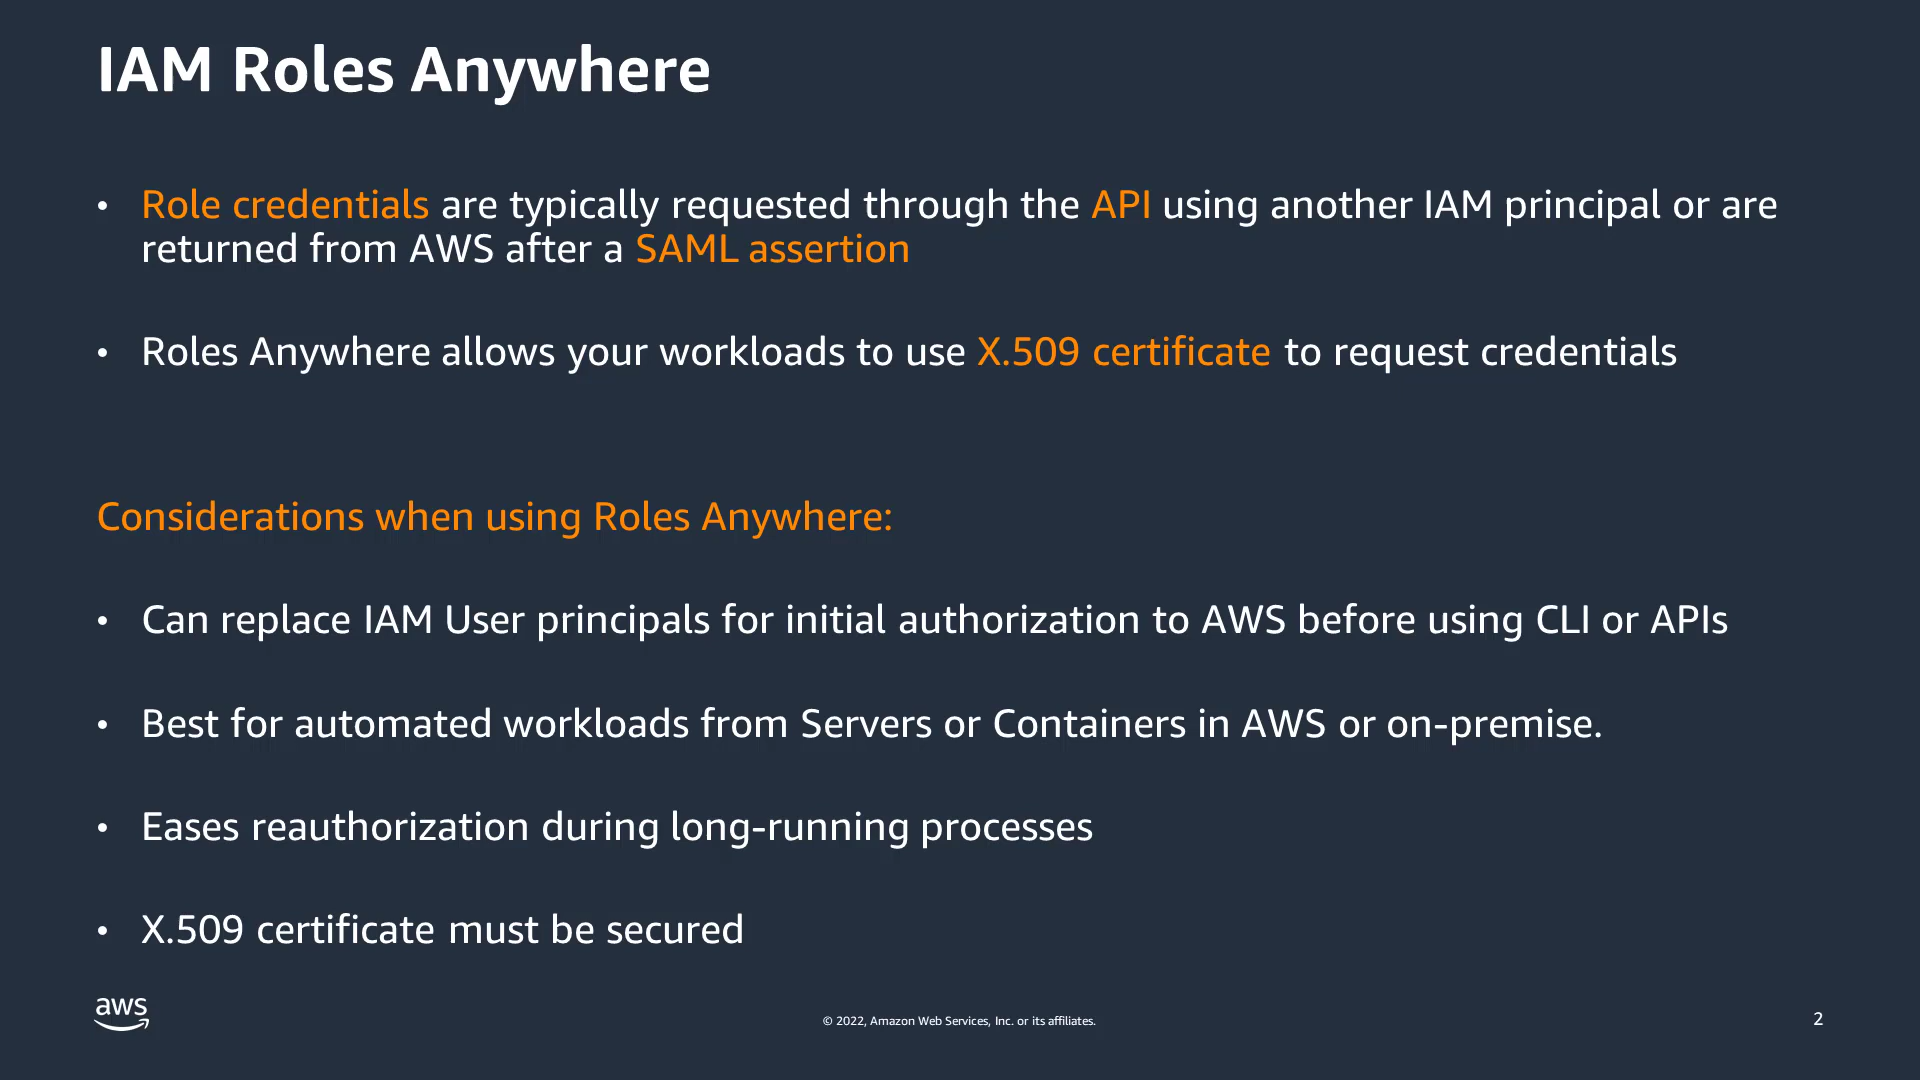 IAM Roles Anywhere
• Role credentials are typically requested through the API using another IAM principal or are
returned from AWS after a SAML assertion
• Roles Anywhere allows your workloads to use X.509 certificate to request credentials
Considerations when using Roles Anywhere:
• Can replace IAM User principals for initial authorization to AWS before using CLI or APIs
• Best for automated workloads from Servers or Containers in AWS or on-premise.
• Eases reauthorization during long-running processes
• X.509 certificate must be secured
aws
© 2022, Amazon Web Services, Inc. or its affiliates.
2